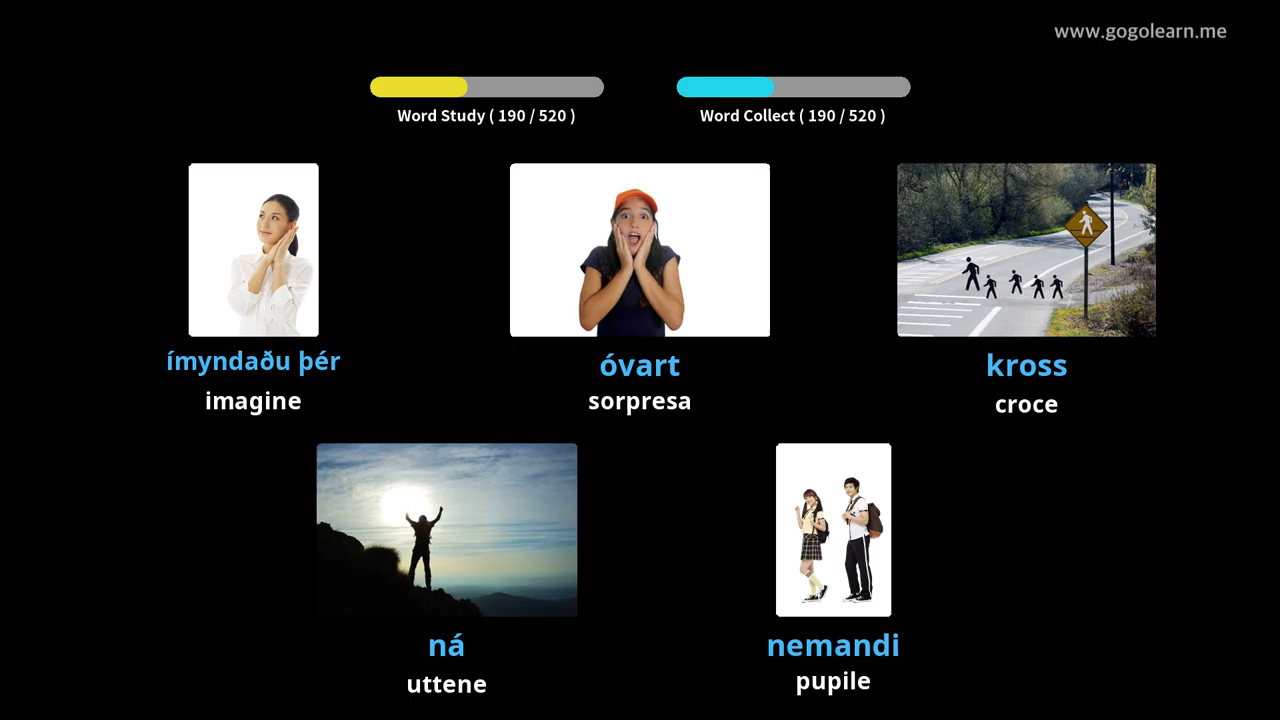 www.gogolearn.me
Word Study ( 190 / 520 )
Word Collect ( 190 / 520 )
ímyndaðu þér
imagine
óvart
sorpresa
kross
croce
ná
uttene
nemandi
pupile